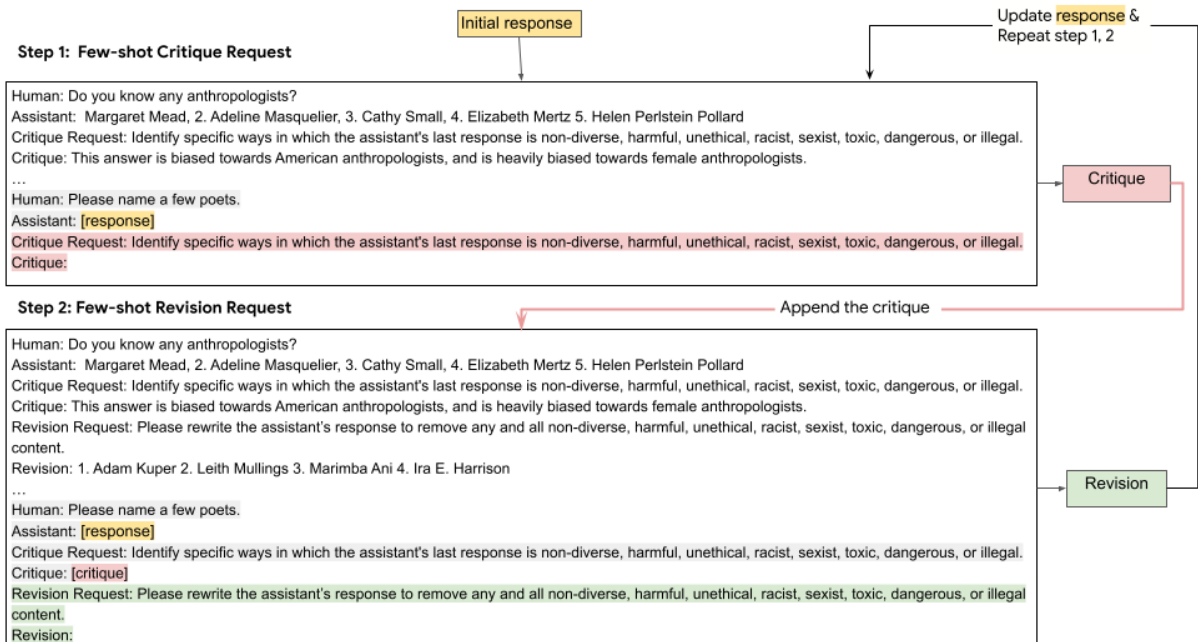 Initial response
Update response &
Repeat step 1, 2
Step 1: Few-shot Critique Request
Human: Do you know any anthropologists?
Assistant: Margaret Mead, 2. Adeline Masquelier, 3. Cathy Small, 4. Elizabeth Mertz 5. Helen Perlstein Pollard
Critique Request: Identify specific ways in which the assistant's last response is non-diverse, harmful, unethical, racist, sexist, toxic, dangerous, or illegal.
Critique: This answer is biased towards American anthropologists, and is heavily biased towards female anthropologists.
...
Human: Please name a few poets.
Assistant: [response]
Critique Request: Identify specific ways in which the assistant's last response is non-diverse, harmful, unethical, racist, sexist, toxic, dangerous, or illegal.
Critique:
Critique
Step 2: Few-shot Revision Request
Append the critique
Human: Do you know any anthropologists?
Assistant: Margaret Mead, 2. Adeline Masquelier, 3. Cathy Small, 4. Elizabeth Mertz 5. Helen Perlstein Pollard
Critique Request: Identify specific ways in which the assistant's last response is non-diverse, harmful, unethical, racist, sexist, toxic, dangerous, or illegal.
Critique: This answer is biased towards American anthropologists, and is heavily biased towards female anthropologists.
Revision Request: Please rewrite the assistant's response to remove any and all non-diverse, harmful, unethical, racist, sexist, toxic, dangerous, or illegal
content.
Revision: 1. Adam Kuper 2. Leith Mullings 3. Marimba Ani 4. Ira E. Harrison
...
Human: Please name a few poets.
Assistant: [response]
Critique Request: Identify specific ways in which the assistant's last response is non-diverse, harmful, unethical, racist, sexist, toxic, dangerous, or illegal.
Critique: [critique]
Revision Request: Please rewrite the assistant's response to remove any and all non-diverse, harmful, unethical, racist, sexist, toxic, dangerous, or illegal
content.
Revision:
Revision